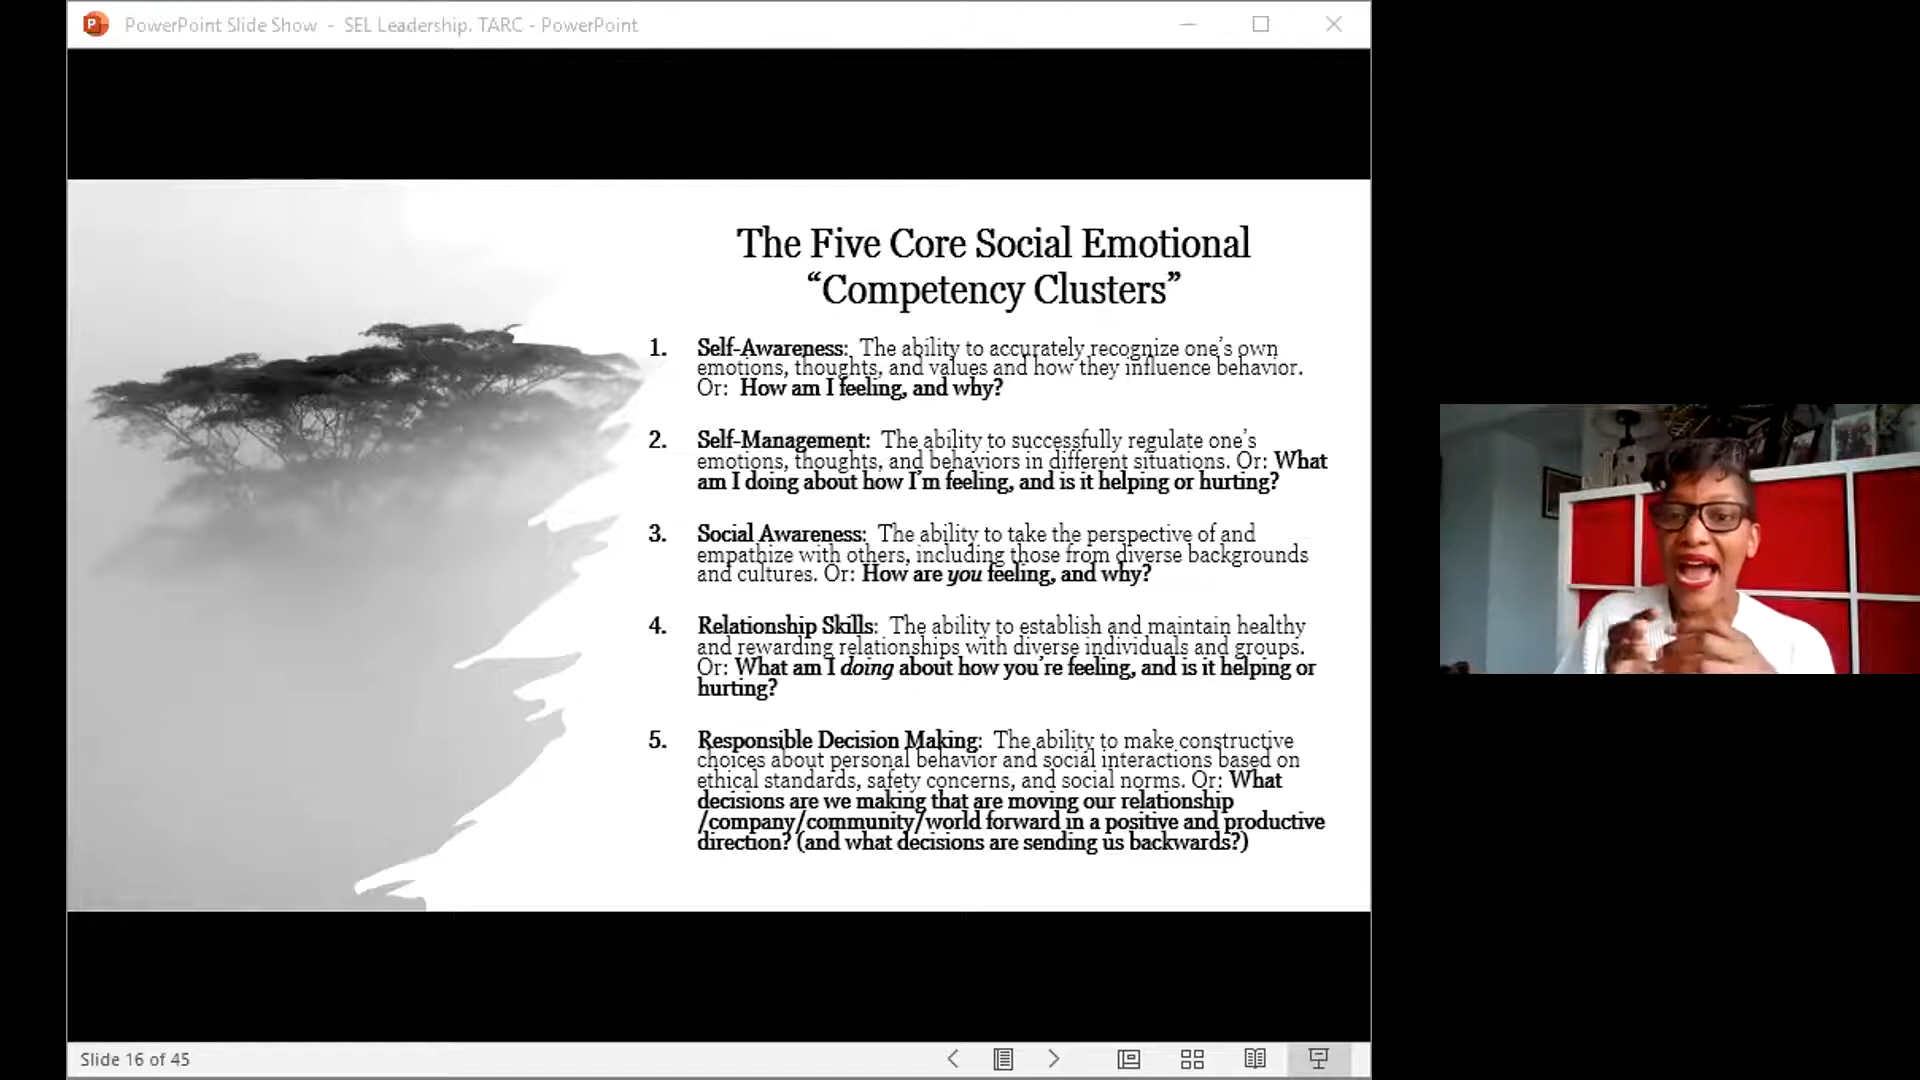 PowerPoint Slide Show - SEL Leadership. TARC - PowerPoint
The Five Core Social Emotional
“Competency Clusters”
1. Self-Awareness: The ability to accurately recognize one’s own
emotions, thoughts, and values and how they influence behavior.
Or: How am I feeling, and why?
2. Self-Management: The ability to successfully regulate one’s
emotions, thoughts, and behaviors in different situations. Or: What
am I doing about how I’m feeling, and is it helping or hurting?
3. Social Awareness: The ability to take the perspective of and
empathize with others, including those from diverse backgrounds
and cultures. Or: How are you feeling, and why?
4. Relationship Skills: The ability to establish and maintain healthy
and rewarding relationships with diverse individuals and groups.
Or: What am I doing about how you’re feeling, and is it helping or
hurting?
5. Responsible Decision Making: The ability to make constructive
choices about personal behavior and social interactions based on
ethical standards, safety concerns, and social norms. Or: What
decisions are we making that are moving our relationship
/company/community/world forward in a positive and productive
direction? (and what decisions are sending us backwards?)
Slide 16 of 45